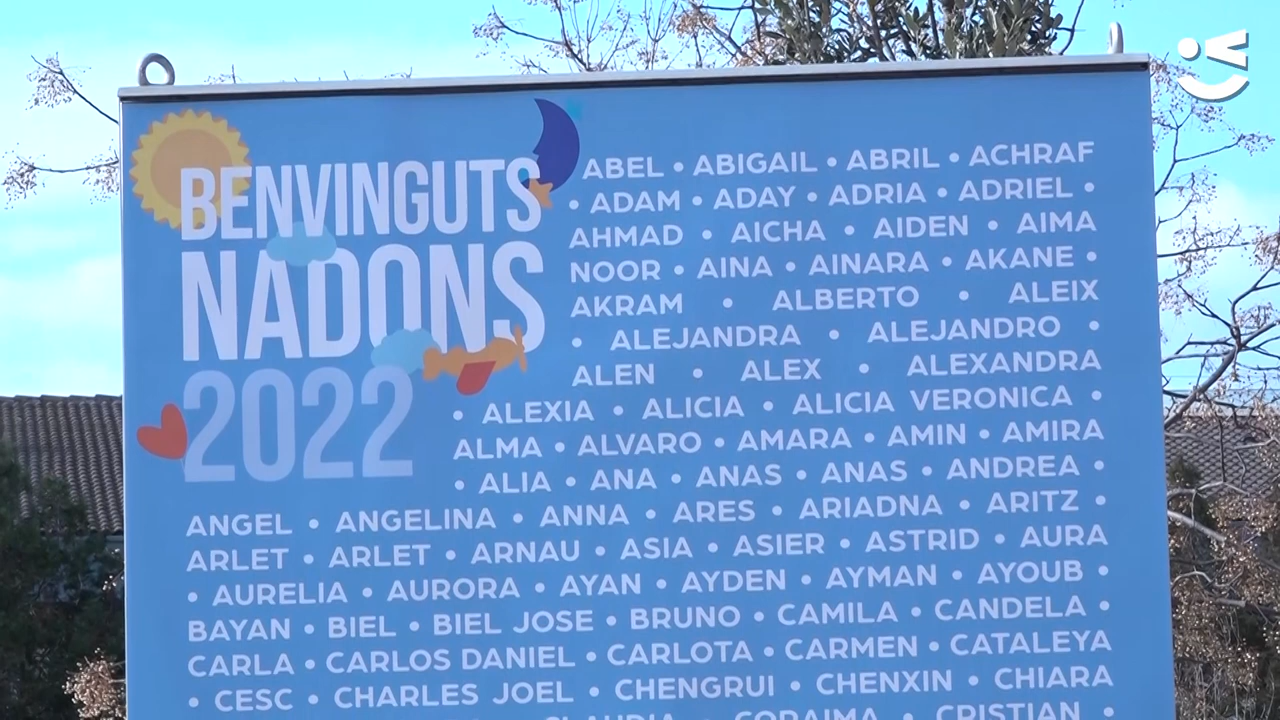 BENVINGUTS
NADONS
2022
ABEL • ABIGAIL • ABRIL • ACHRAF
• ADAM • ADAY • ADRIA • ADRIEL •
AHMAD • AICHA • AIDEN • AIMA
NOOR • AINA • AINARA • AKANE •
AKRAM • ALBERTO • ALEIX
• ALEJANDRA • ALEJANDRO •
ALEN • ALEX • ALEXANDRA
• ALEXIA • ALICIA • ALICIA VERONICA •
ALMA • ALVARO • AMARA • AMIN • AMIRA
• ALIA • ANA • ANAS • ANAS • ANDREA •
ANGEL • ANGELINA • ANNA • ARES • ARIADNA • ARITZ •
ARLET • ARLET • ARNAU • ASIA • ASIER • ASTRID • AURA
• AURELIA • AURORA • AYAN • AYDEN • AYMAN • AYOUB •
BAYAN • BIEL • BIEL JOSE • BRUNO • CAMILA • CANDELA •
CARLA • CARLOS DANIEL • CARLOTA • CARMEN • CATALEYA
• CESC • CHARLES JOEL • CHENGRUI • CHENXIN • CHIARA
• CLAUDIA • CORAIMA • CRISTIAN •